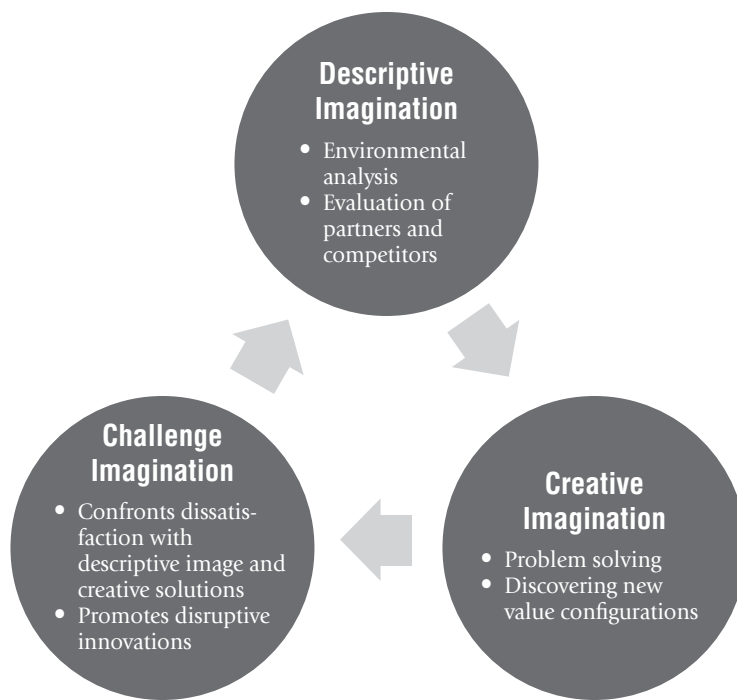 Descriptive
Imagination
• Environmental
analysis
• Evaluation of
partners and
competitors
Challenge
Imagination
• Confronts dissatis-
faction with
descriptive image and
creative solutions
• Promotes disruptive
innovations
Creative
Imagination
• Problem solving
• Discovering new
value configurations